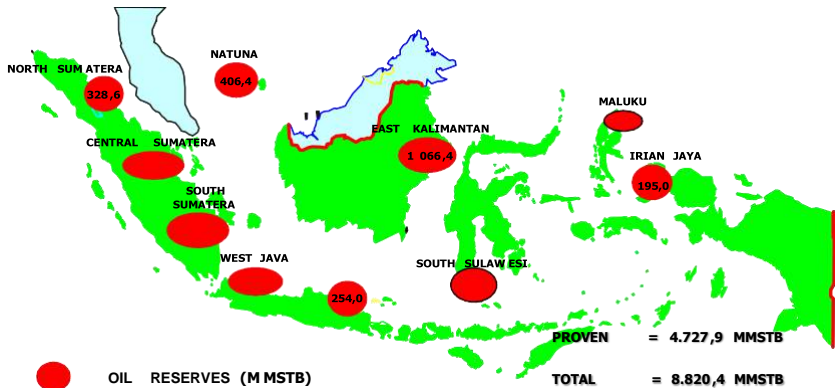 NATUNA
406,4
NORTH SUMATERA
328,6
MALUKU
EAST KALIMANTAN
1 066,4
CENTRAL SUMATERA
IRIAN JAYA
195,0
SOUTH
SUMATERA
WEST JAVA
SOUTH SULAWESI
254,0
PROVEN = 4.727,9 MMSTB
OIL RESERVES (MMSTB)
TOTAL = 8.820,4 MMSTB